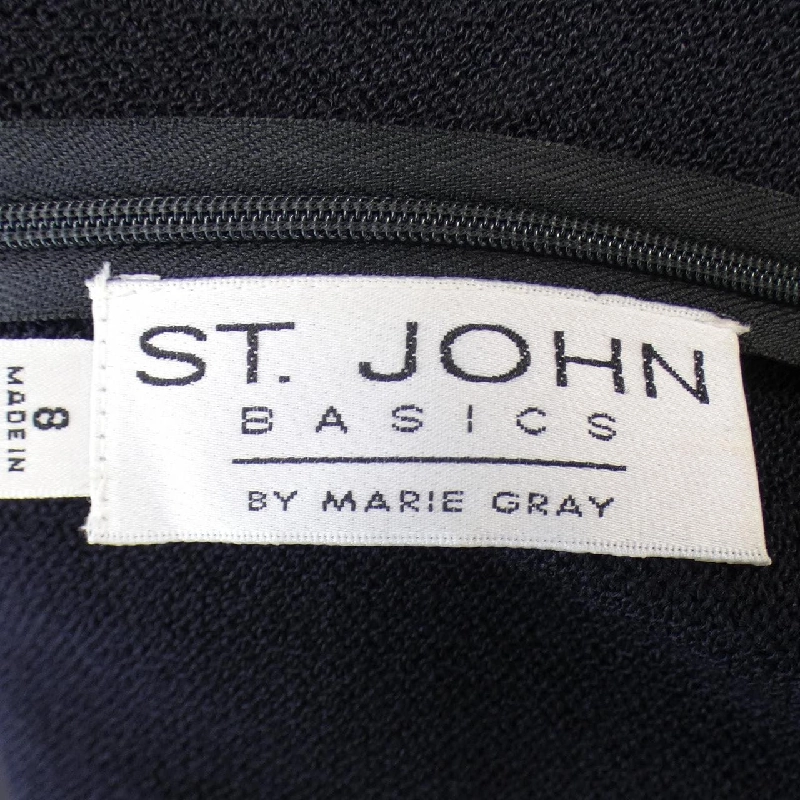 ST. JOHN
BASICS
BY MARIE GRAY
8
MADE IN